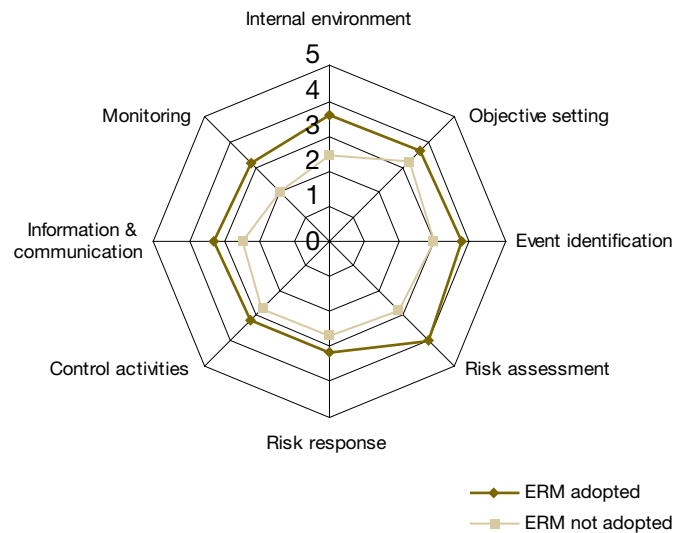 Internal environment
5
4
Monitoring
Objective setting
3
2
1
Information &
communication
0
Event identification
Control activities
Risk assessment
Risk response
ERM adopted
ERM not adopted